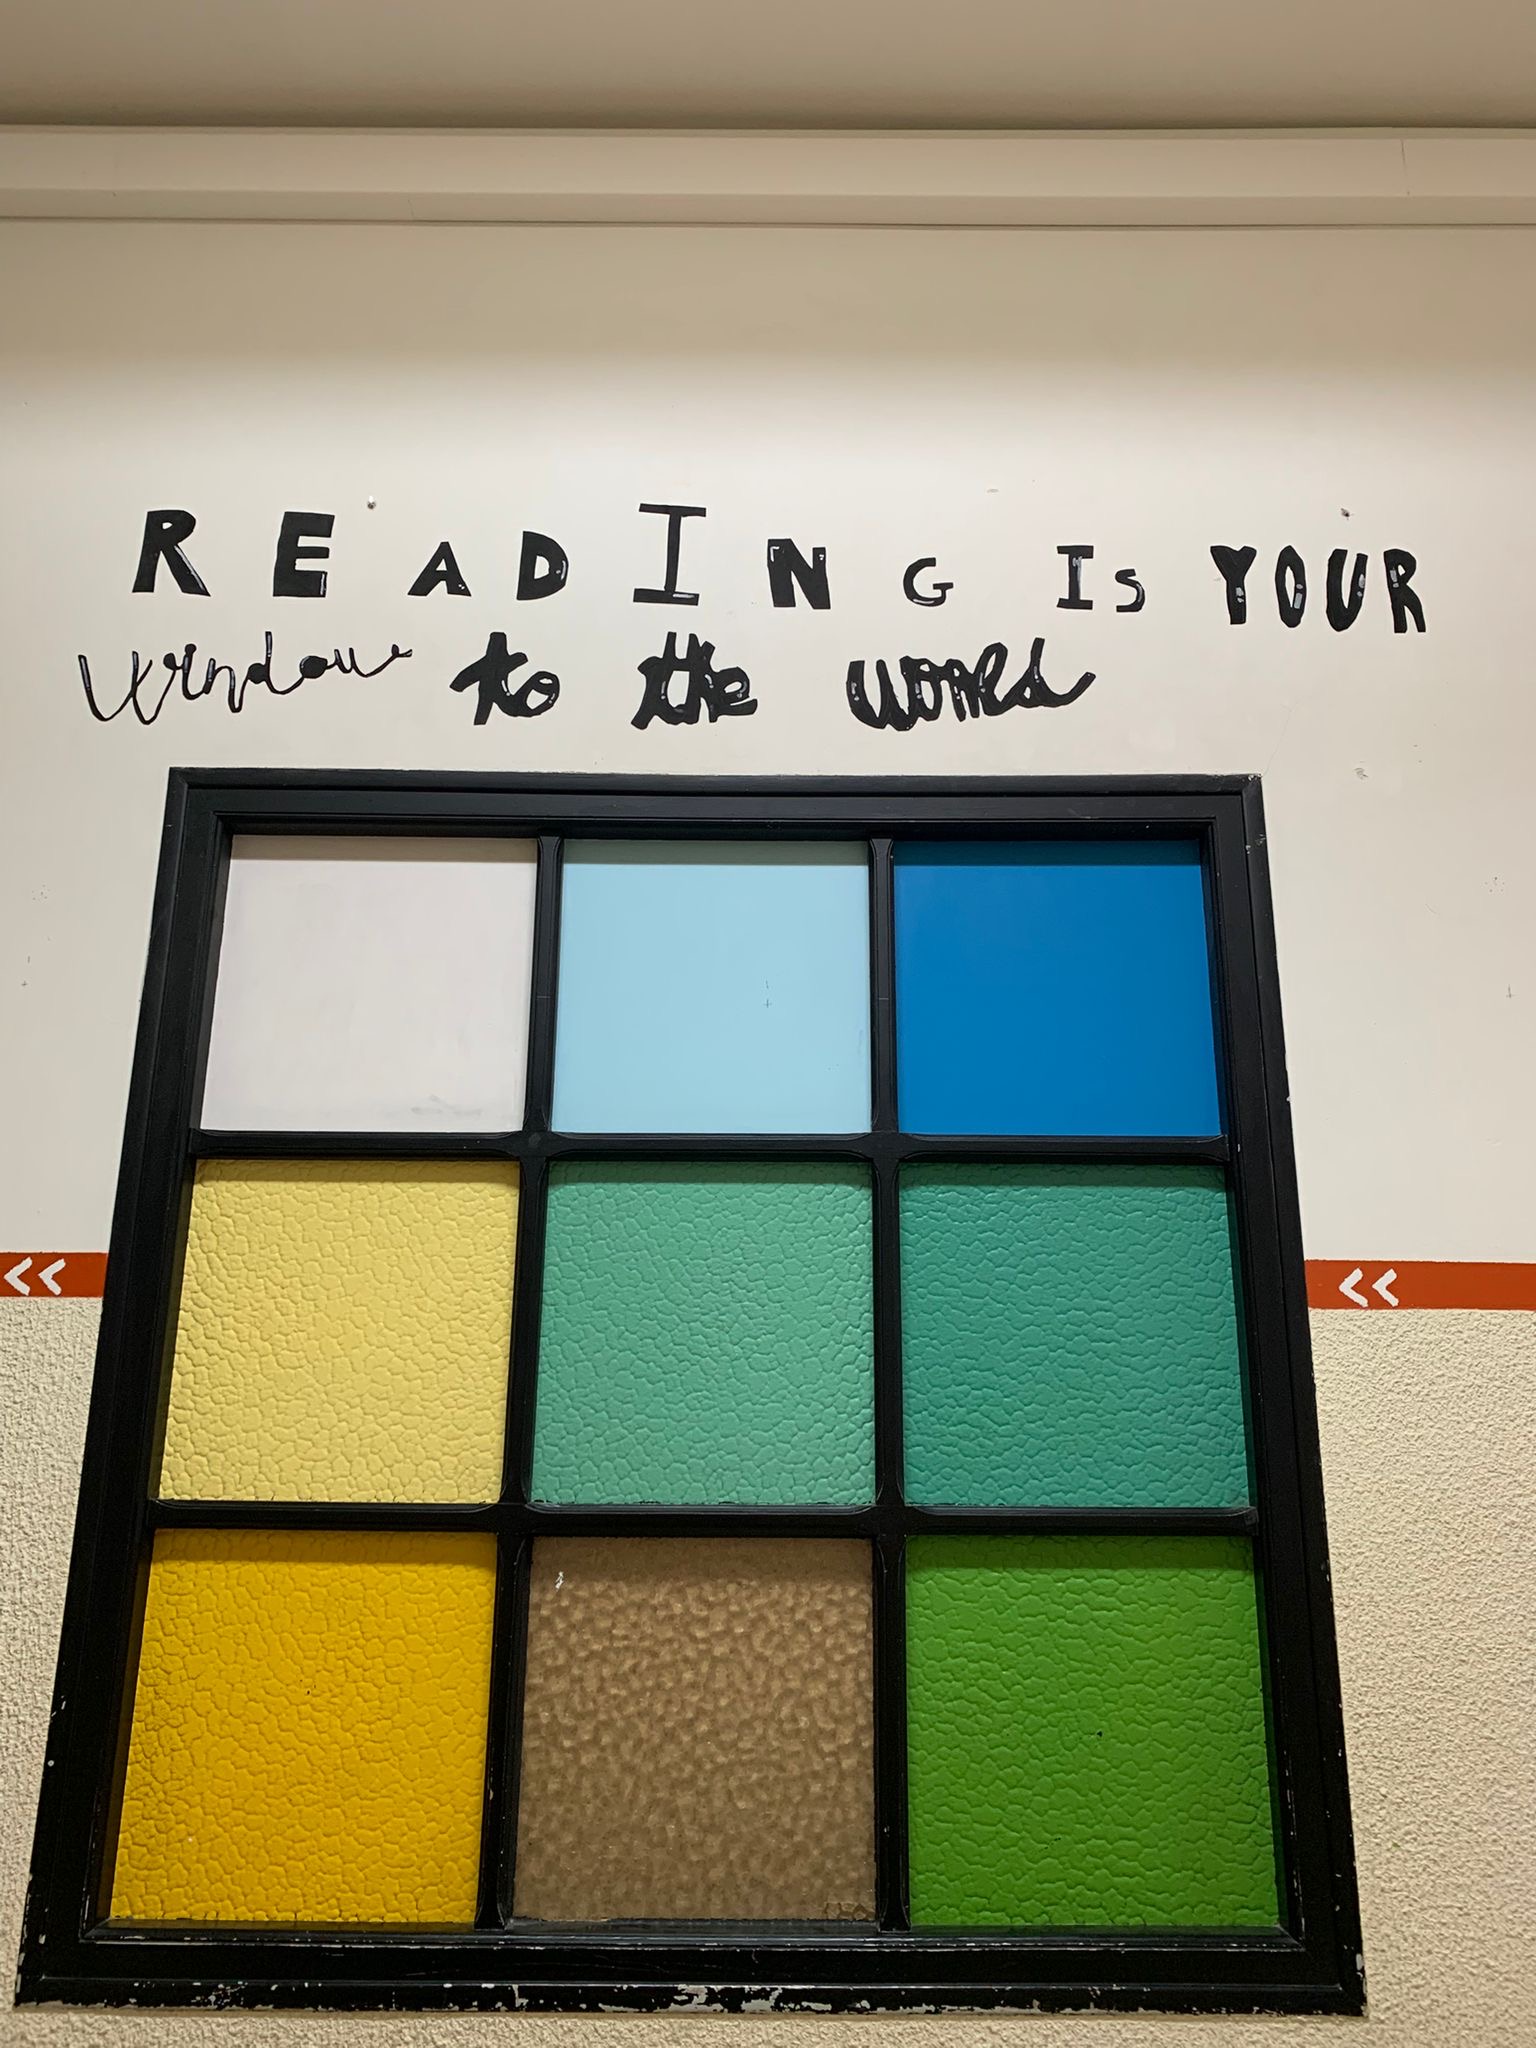 READING IS YOUR
window to the world
<< <<